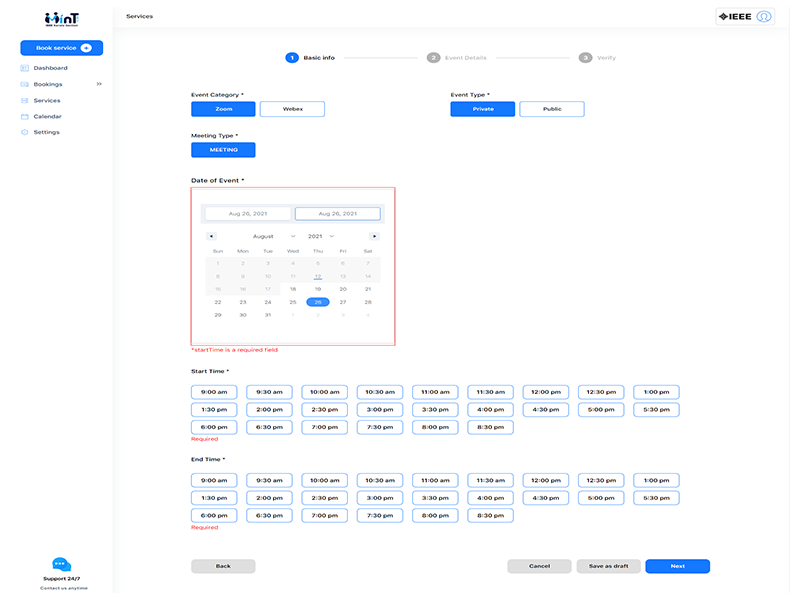 MINT
IEEE
Services
Book service +
Dashboard
Bookings »
Services
Calendar
Settings
1 Basic info 2 Event Details 3 Verify
Event Category * Event Type *
Zoom Webex Private Public
Meeting Type *
MEETING
Date of Event *
Aug 26, 2021 Aug 26, 2021
August 2021
Sun Mon Tue Wed Thu Fri Sat
1 2 3 4 5 6 7
8 9 10 11 12 13 14
15 16 17 18 19 20 21
22 23 24 25 26 27 28
29 30 31 1 2 3 4
*startTime is a required field
Start Time *
9:00 am 9:30 am 10:00 am 10:30 am 11:00 am 11:30 am 12:00 pm 12:30 pm 1:00 pm
1:30 pm 2:00 pm 2:30 pm 3:00 pm 3:30 pm 4:00 pm 4:30 pm 5:00 pm 5:30 pm
6:00 pm 6:30 pm 7:00 pm 7:30 pm 8:00 pm 8:30 pm
Required
End Time *
9:00 am 9:30 am 10:00 am 10:30 am 11:00 am 11:30 am 12:00 pm 12:30 pm 1:00 pm
1:30 pm 2:00 pm 2:30 pm 3:00 pm 3:30 pm 4:00 pm 4:30 pm 5:00 pm 5:30 pm
6:00 pm 6:30 pm 7:00 pm 7:30 pm 8:00 pm 8:30 pm
Required
Back Cancel Save as draft Next
Support 24/7
Contact us anytime